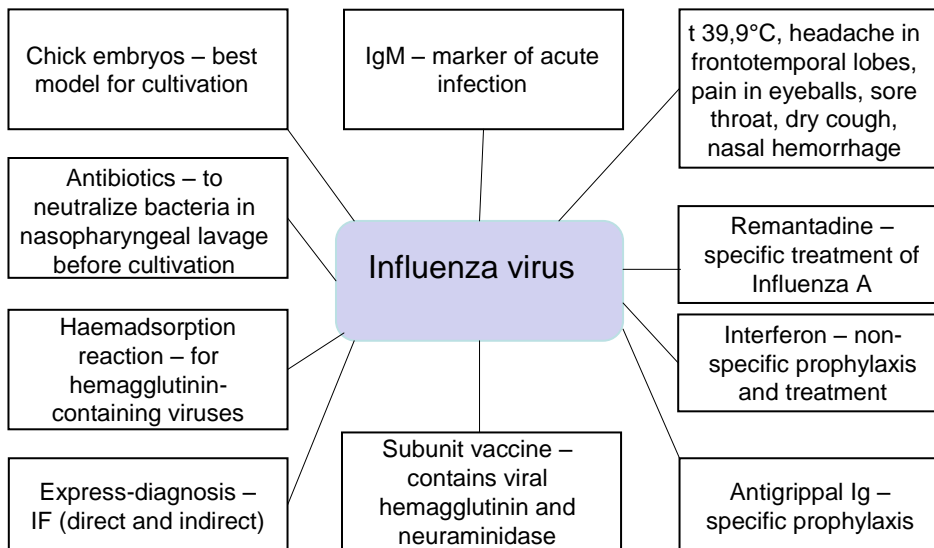 Chick embryos – best
model for cultivation
IgM – marker of acute
infection
t 39,9°C, headache in
frontotemporal lobes,
pain in eyeballs, sore
throat, dry cough,
nasal hemorrhage
Antibiotics – to
neutralize bacteria in
nasopharyngeal lavage
before cultivation
Influenza virus
Remantadine –
specific treatment of
Influenza A
Haemadsorption
reaction – for
hemagglutinin-
containing viruses
Interferon – non-
specific prophylaxis
and treatment
Express-diagnosis –
IF (direct and indirect)
Subunit vaccine –
contains viral
hemagglutinin and
neuraminidase
Antigrippal Ig –
specific prophylaxis